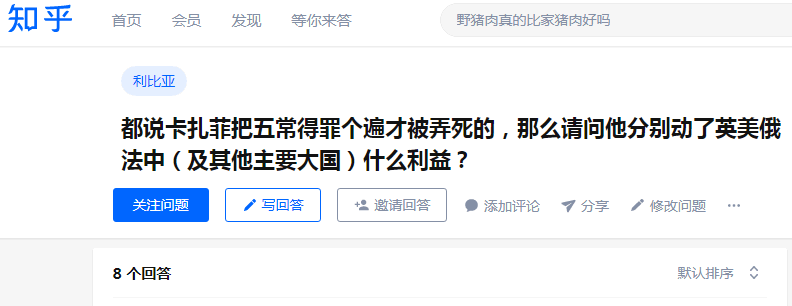 知乎 首页 会员 发现 等你来答 野猪肉真的比家猪肉好吗
利比亚
都说卡扎菲把五常得罪个遍才被弄死的，那么请问他分别动了英美俄
法中（及其他主要大国）什么利益？
关注问题 写回答 邀请回答 添加评论 分享 修改问题 ...
8 个回答 默认排序